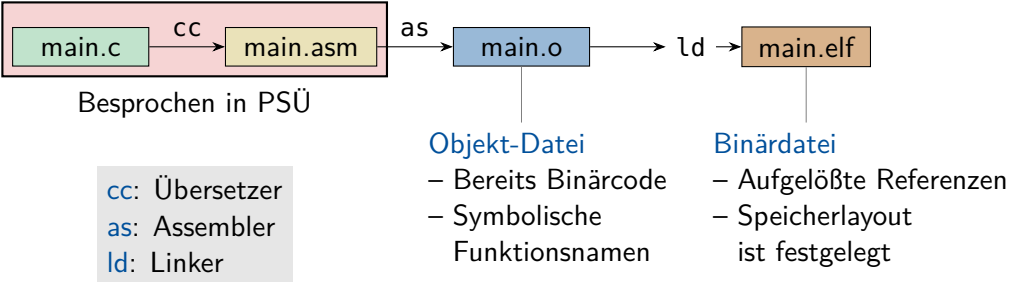 main.c cc main.asm as main.o ld main.elf
Besprochen in PSÜ
Objekt-Datei
– Bereits Binärcode
– Symbolische
Funktionsnamen
Binärdatei
– Aufgelößte Referenzen
– Speicherlayout
ist festgelegt
cc: Übersetzer
as: Assembler
ld: Linker